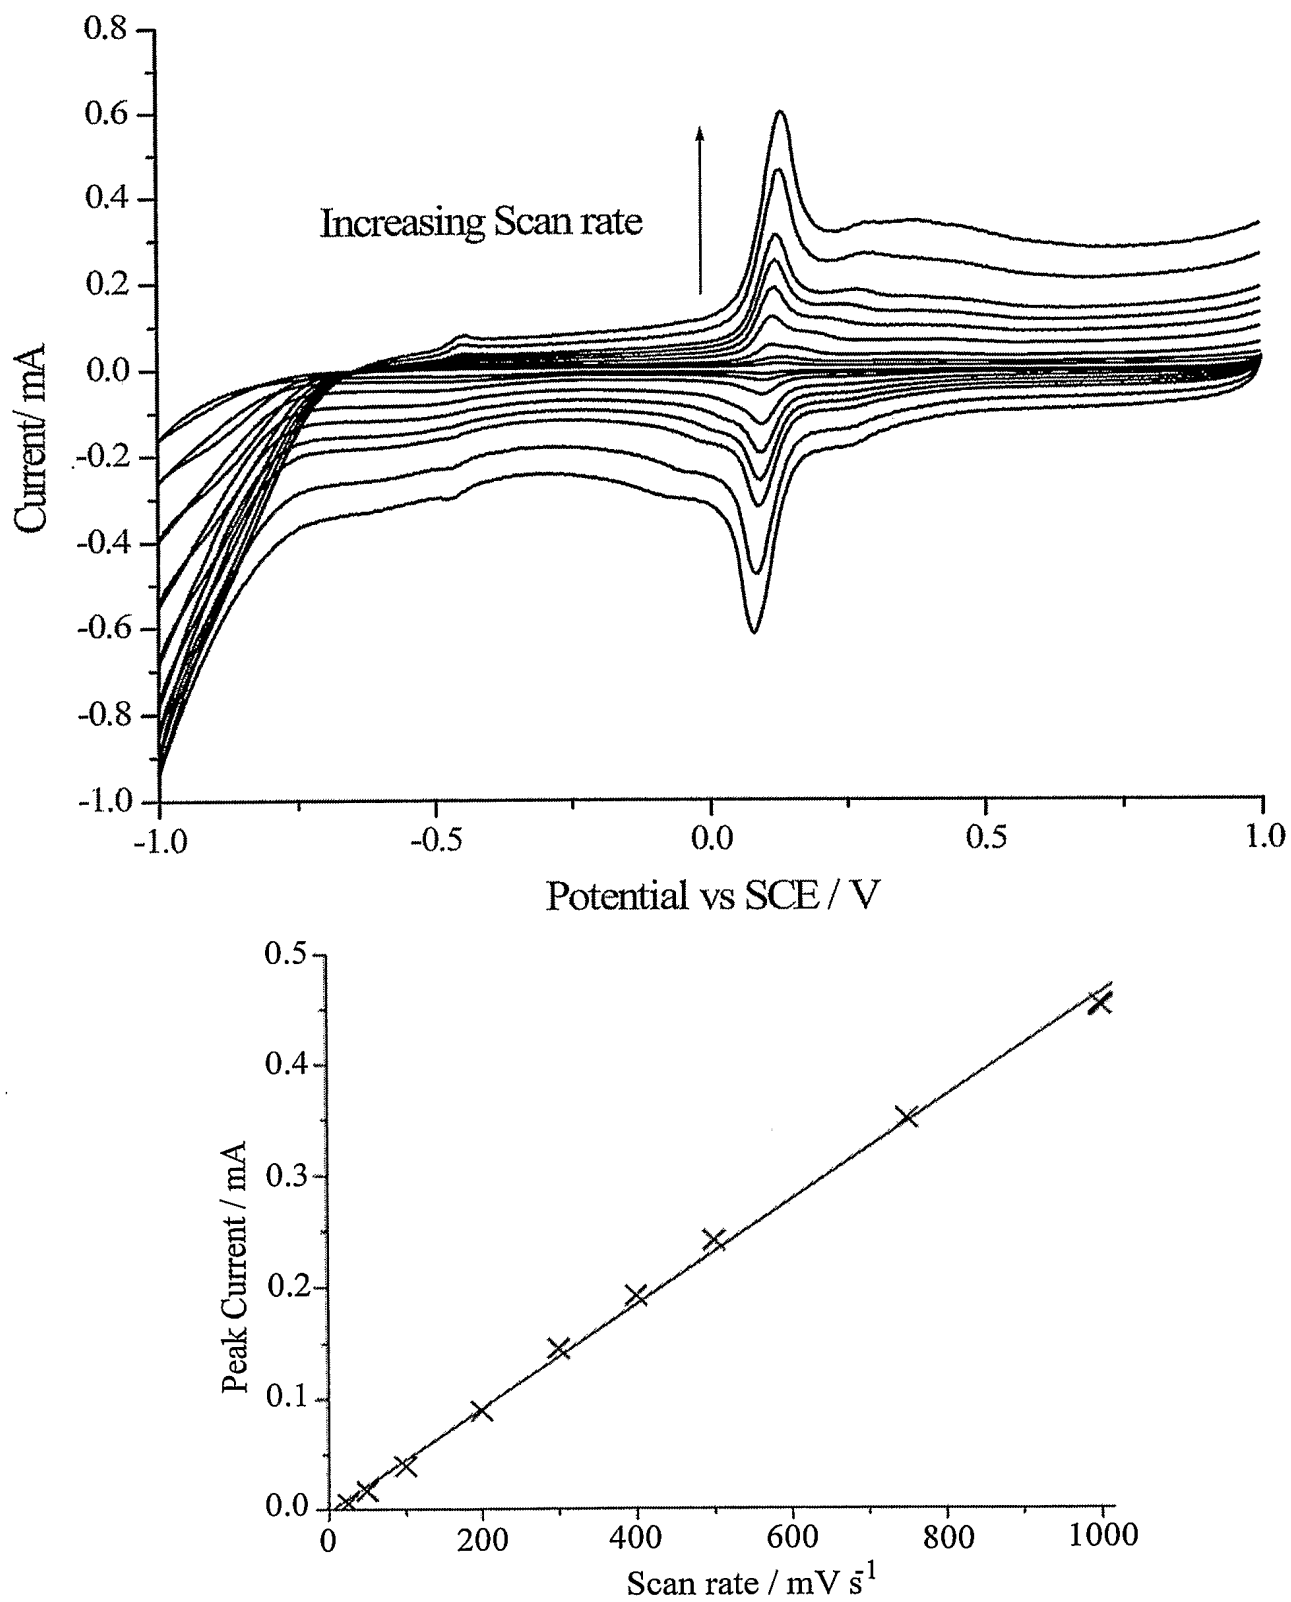 0.8
0.6
0.4
0.2
0.0
-0.2
-0.4
-0.6
-0.8
-1.0
Current/ mA
Increasing Scan rate
-1.0 -0.5 0.0 0.5 1.0
Potential vs SCE / V
0.5
0.4
0.3
0.2
0.1
0.0
Peak Current / mA
0 200 400 600 800 1000
Scan rate / mV s-1